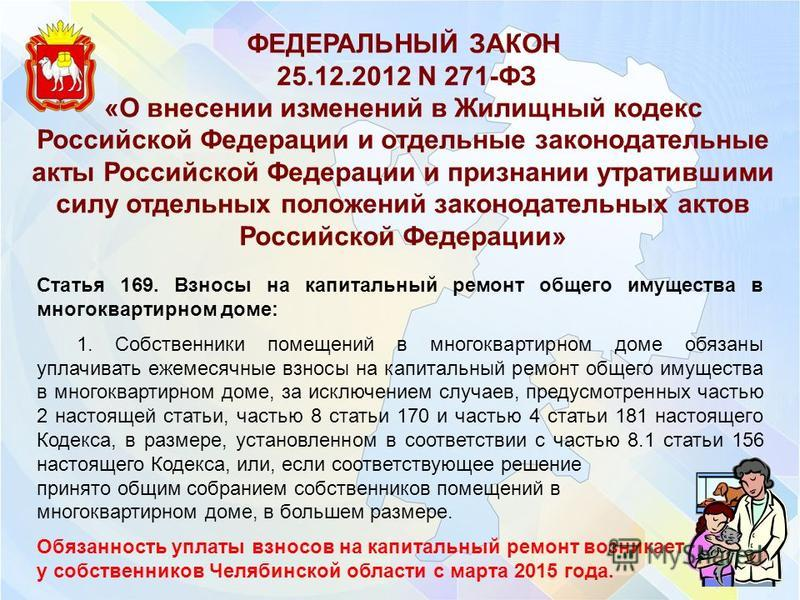 ФЕДЕРАЛЬНЫЙ ЗАКОН
25.12.2012 N 271-ФЗ
«О внесении изменений в Жилищный кодекс
Российской Федерации и отдельные законодательные
акты Российской Федерации и признании утратившими
силу отдельных положений законодательных актов
Российской Федерации»
Статья 169. Взносы на капитальный ремонт общего имущества в
многоквартирном доме:
1. Собственники помещений в многоквартирном доме обязаны
уплачивать ежемесячные взносы на капитальный ремонт общего имущества
в многоквартирном доме, за исключением случаев, предусмотренных частью
2 настоящей статьи, частью 8 статьи 170 и частью 4 статьи 181 настоящего
Кодекса, в размере, установленном в соответствии с частью 8.1 статьи 156
настоящего Кодекса, или, если соответствующее решение
принято общим собранием собственников помещений в
многоквартирном доме, в большем размере.
Обязанность уплаты взносов на капитальный ремонт возникает
у собственников Челябинской области с марта 2015 года.
MyShared